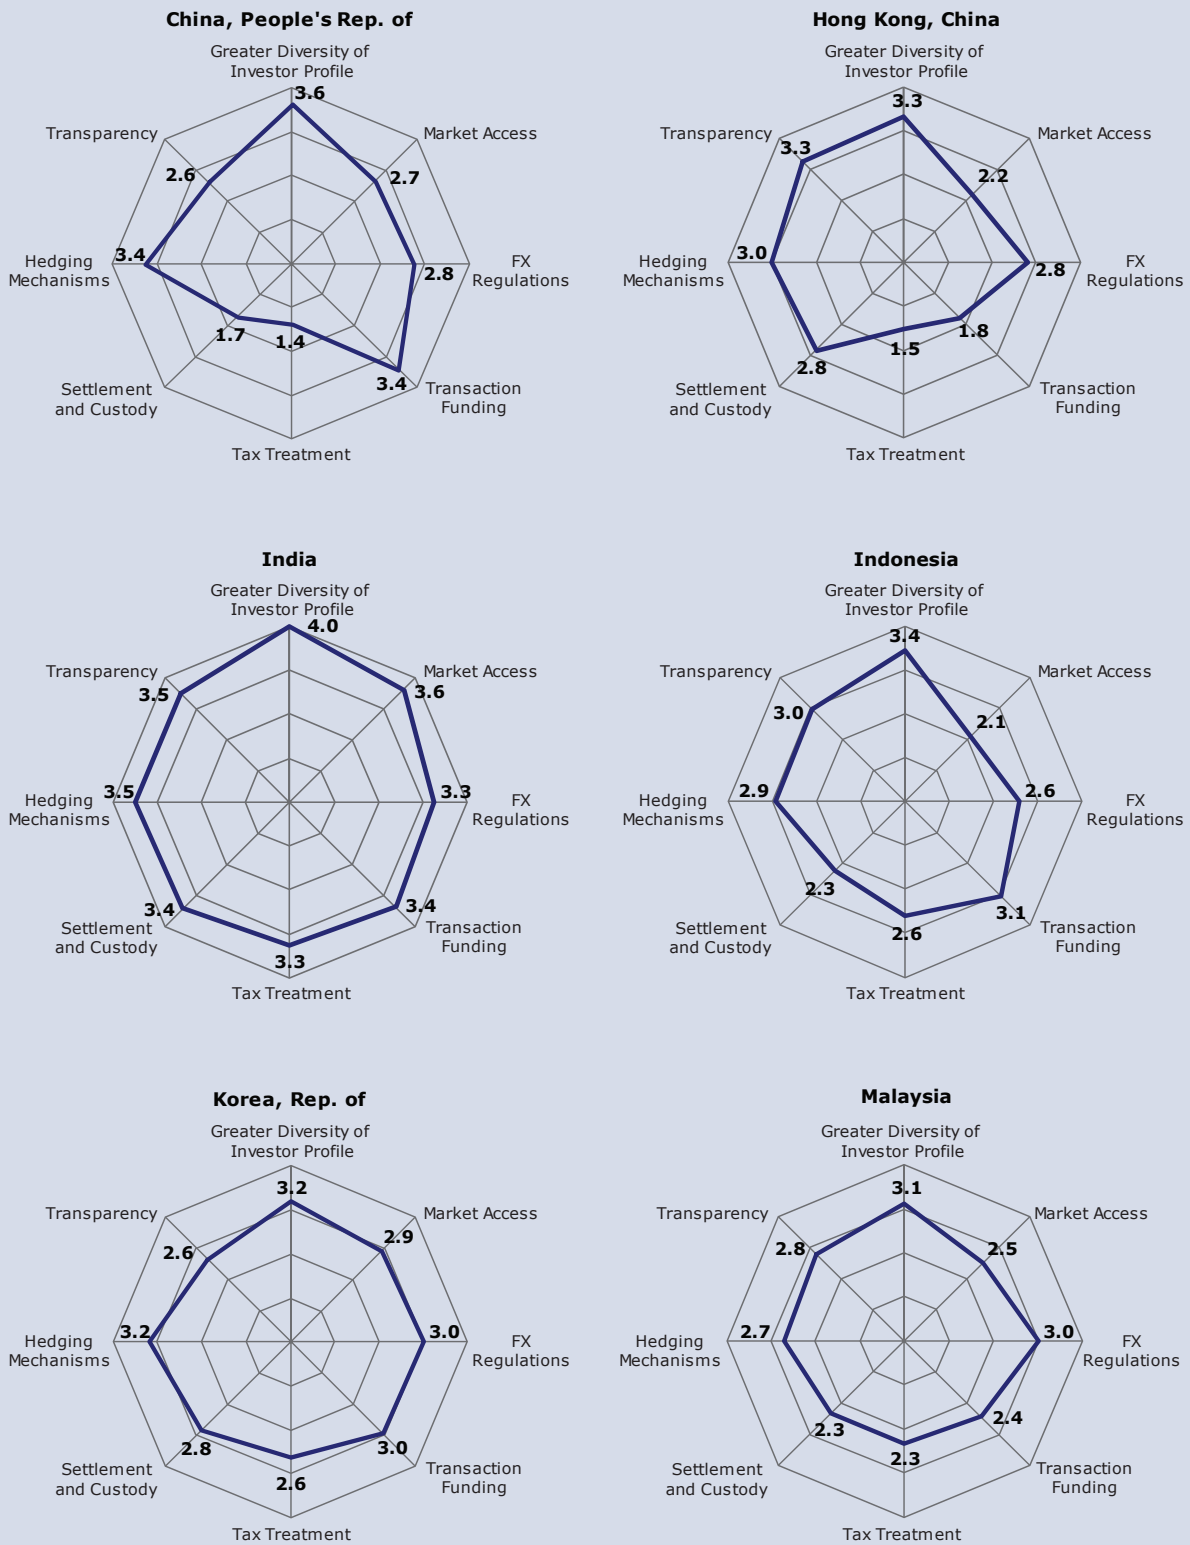 China, People's Rep. of
Greater Diversity of
Investor Profile
3.6
Transparency
Market Access
2.6
2.7
3.4
Hedging
Mechanisms
2.8
FX
Regulations
1.7
1.4
3.4
Settlement
and Custody
Transaction
Funding
Tax Treatment
Hong Kong, China
Greater Diversity of
Investor Profile
3.3
Transparency
Market Access
3.3
2.2
3.0
Hedging
Mechanisms
2.8
FX
Regulations
2.8
1.5
1.8
Settlement
and Custody
Transaction
Funding
Tax Treatment
India
Greater Diversity of
Investor Profile
4.0
Transparency
Market Access
3.5
3.6
3.5
Hedging
Mechanisms
3.3
FX
Regulations
3.4
3.3
3.4
Settlement
and Custody
Transaction
Funding
Tax Treatment
Indonesia
Greater Diversity of
Investor Profile
3.4
Transparency
Market Access
3.0
2.1
2.9
Hedging
Mechanisms
2.6
FX
Regulations
2.3
2.6
3.1
Settlement
and Custody
Transaction
Funding
Tax Treatment
Korea, Rep. of
Greater Diversity of
Investor Profile
3.2
Transparency
Market Access
2.6
2.9
3.2
Hedging
Mechanisms
3.0
FX
Regulations
2.8
2.6
3.0
Settlement
and Custody
Transaction
Funding
Tax Treatment
Malaysia
Greater Diversity of
Investor Profile
3.1
Transparency
Market Access
2.8
2.5
2.7
Hedging
Mechanisms
3.0
FX
Regulations
2.3
2.3
2.4
Settlement
and Custody
Transaction
Funding
Tax Treatment